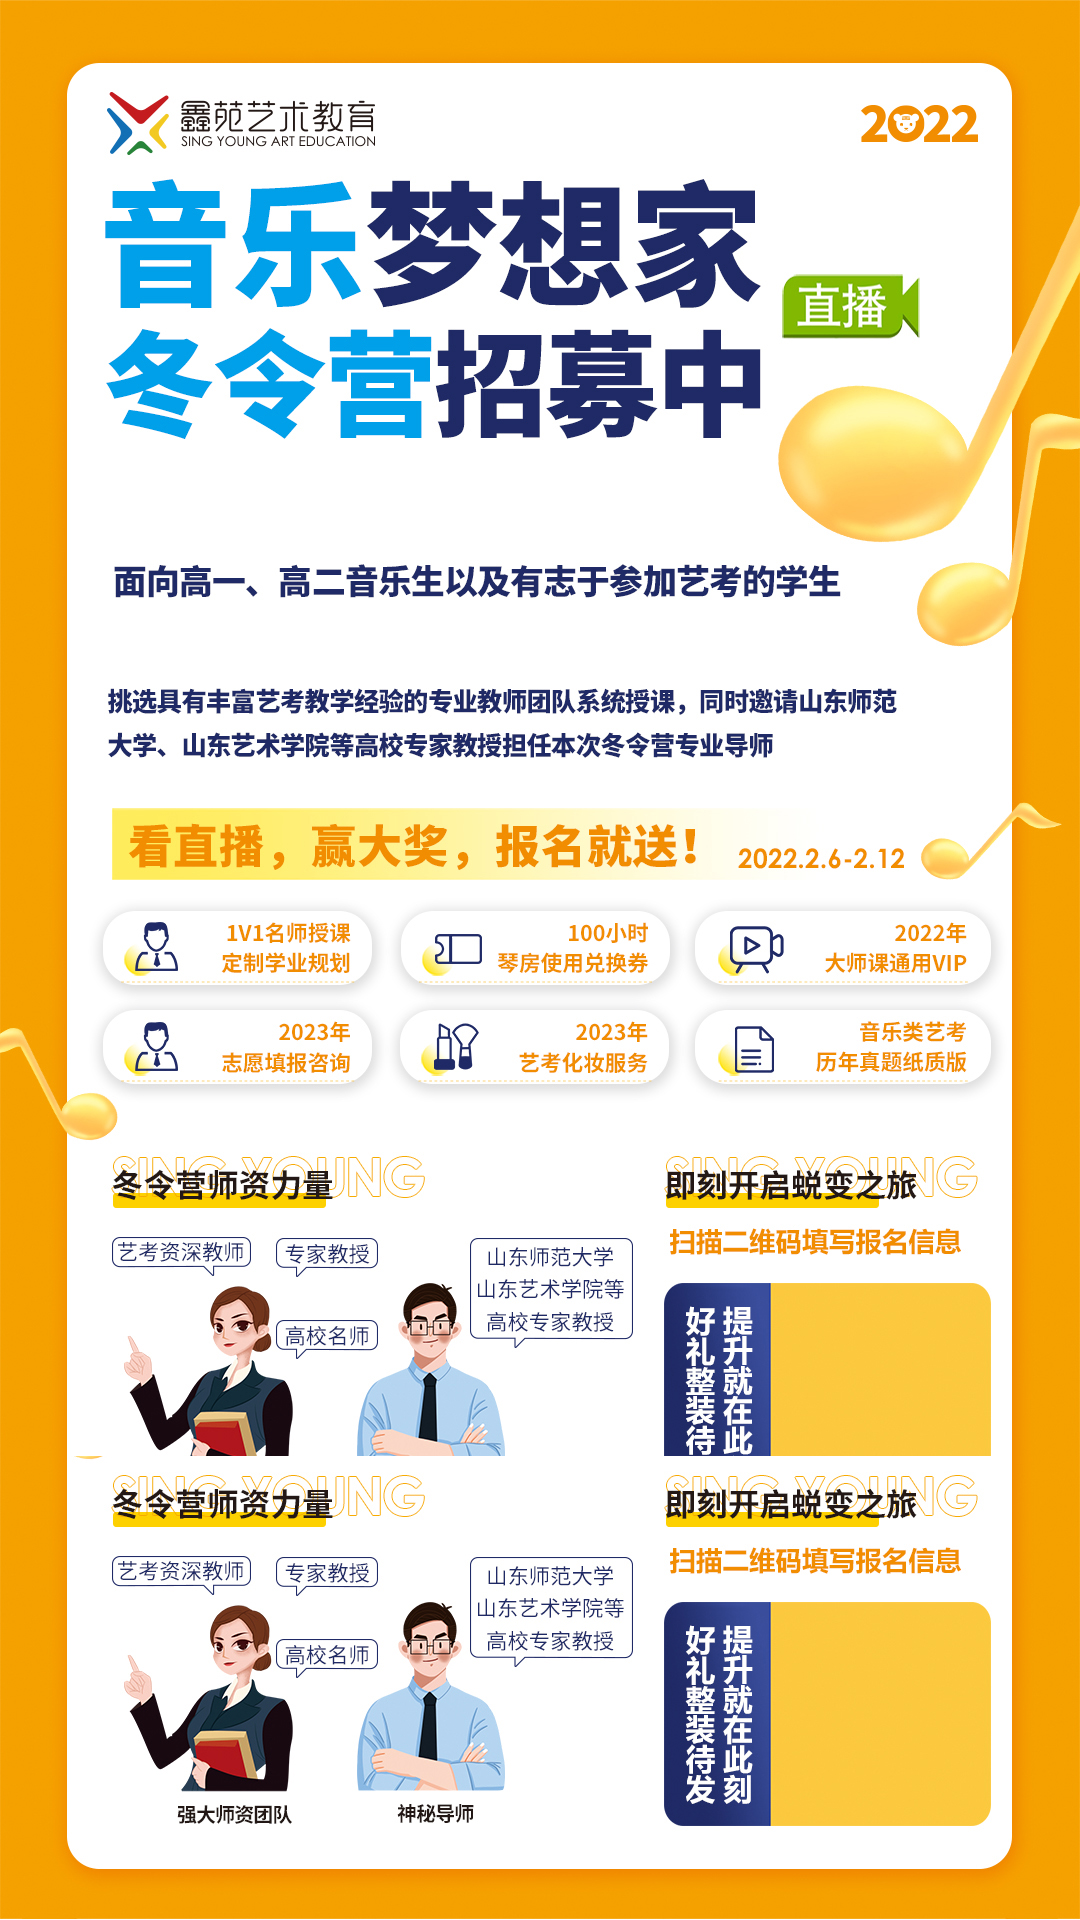 鑫苑艺术教育
SING YOUNG ART EDUCATION
2022
音乐梦想家
冬令营招募中
直播
面向高一、高二音乐生以及有志于参加艺考的学生
挑选具有丰富艺考教学经验的专业教师团队系统授课，同时邀请山东师范
大学、山东艺术学院等高校专家教授担任本次冬令营专业导师
看直播，赢大奖，报名就送！
2022.2.6-2.12
1V1名师授课
定制学业规划
100小时
琴房使用兑换券
2022年
大师课通用VIP
2023年
志愿填报咨询
2023年
艺考化妆服务
音乐类艺考
历年真题纸质版
SING YOUNG
冬令营师资力量
SING YOUNG
即刻开启蜕变之旅
扫描二维码填写报名信息
艺考资深教师
专家教授
高校名师
山东师范大学
山东艺术学院等
高校专家教授
提升就在此
好礼整装待
SING YOUNG
冬令营师资力量
SING YOUNG
即刻开启蜕变之旅
扫描二维码填写报名信息
艺考资深教师
专家教授
高校名师
山东师范大学
山东艺术学院等
高校专家教授
提升就在此刻
好礼整装待发
强大师资团队
神秘导师